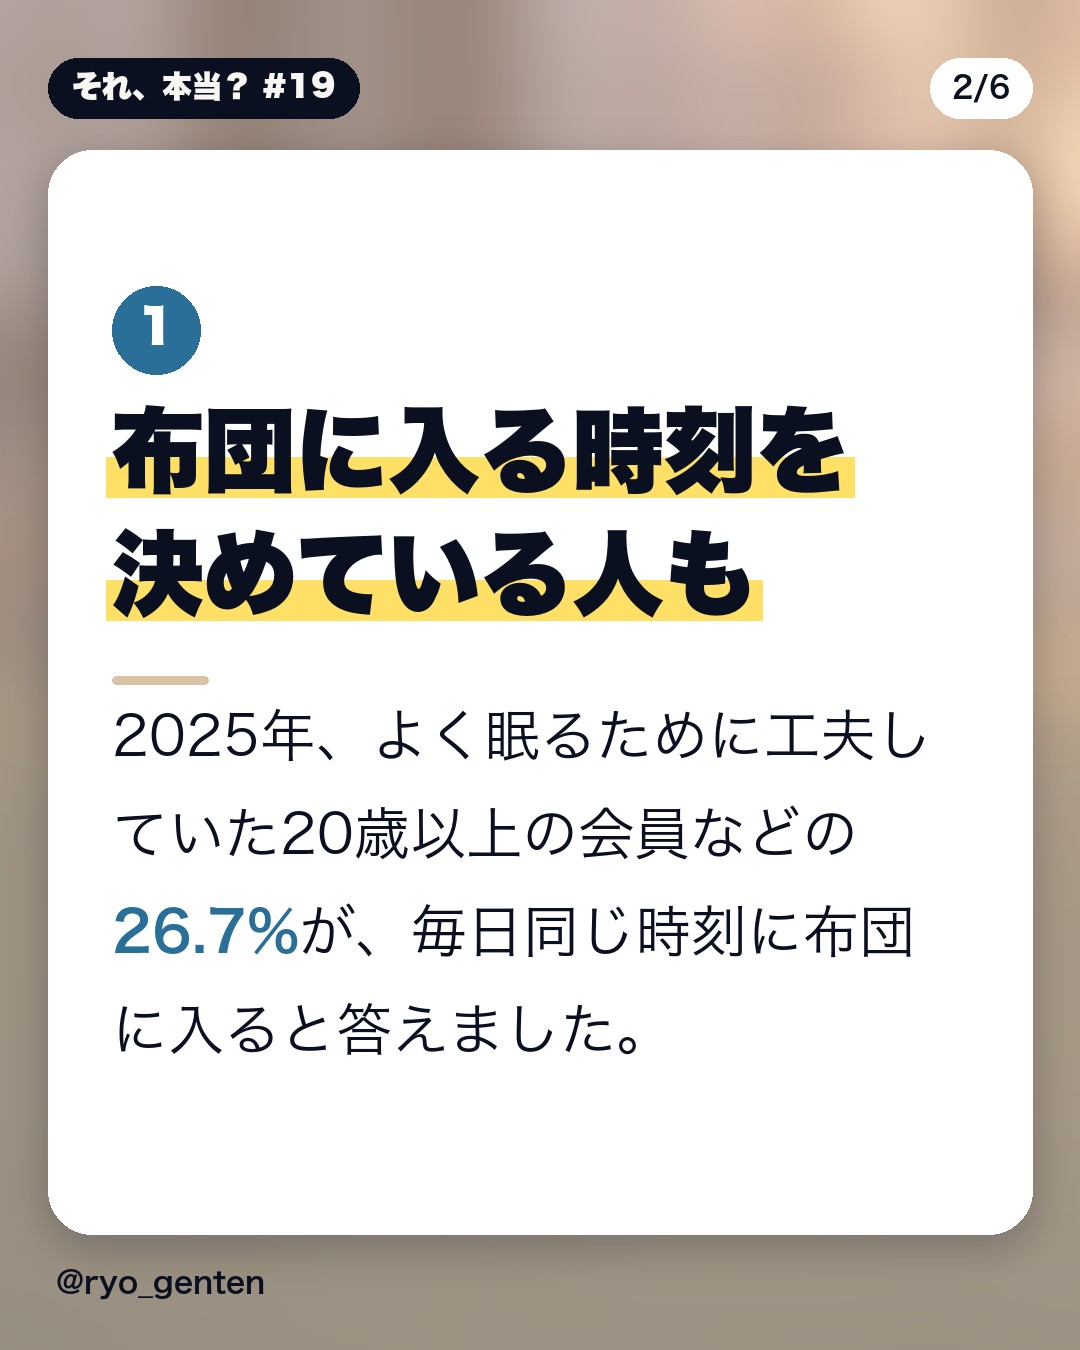 それ、本当？ #19
2/6
1
布団に入る時刻を
決めている人も
2025年、よく眠るために工夫し
ていた20歳以上の会員などの
26.7%が、毎日同じ時刻に布団
に入ると答えました。
@ryo_genten